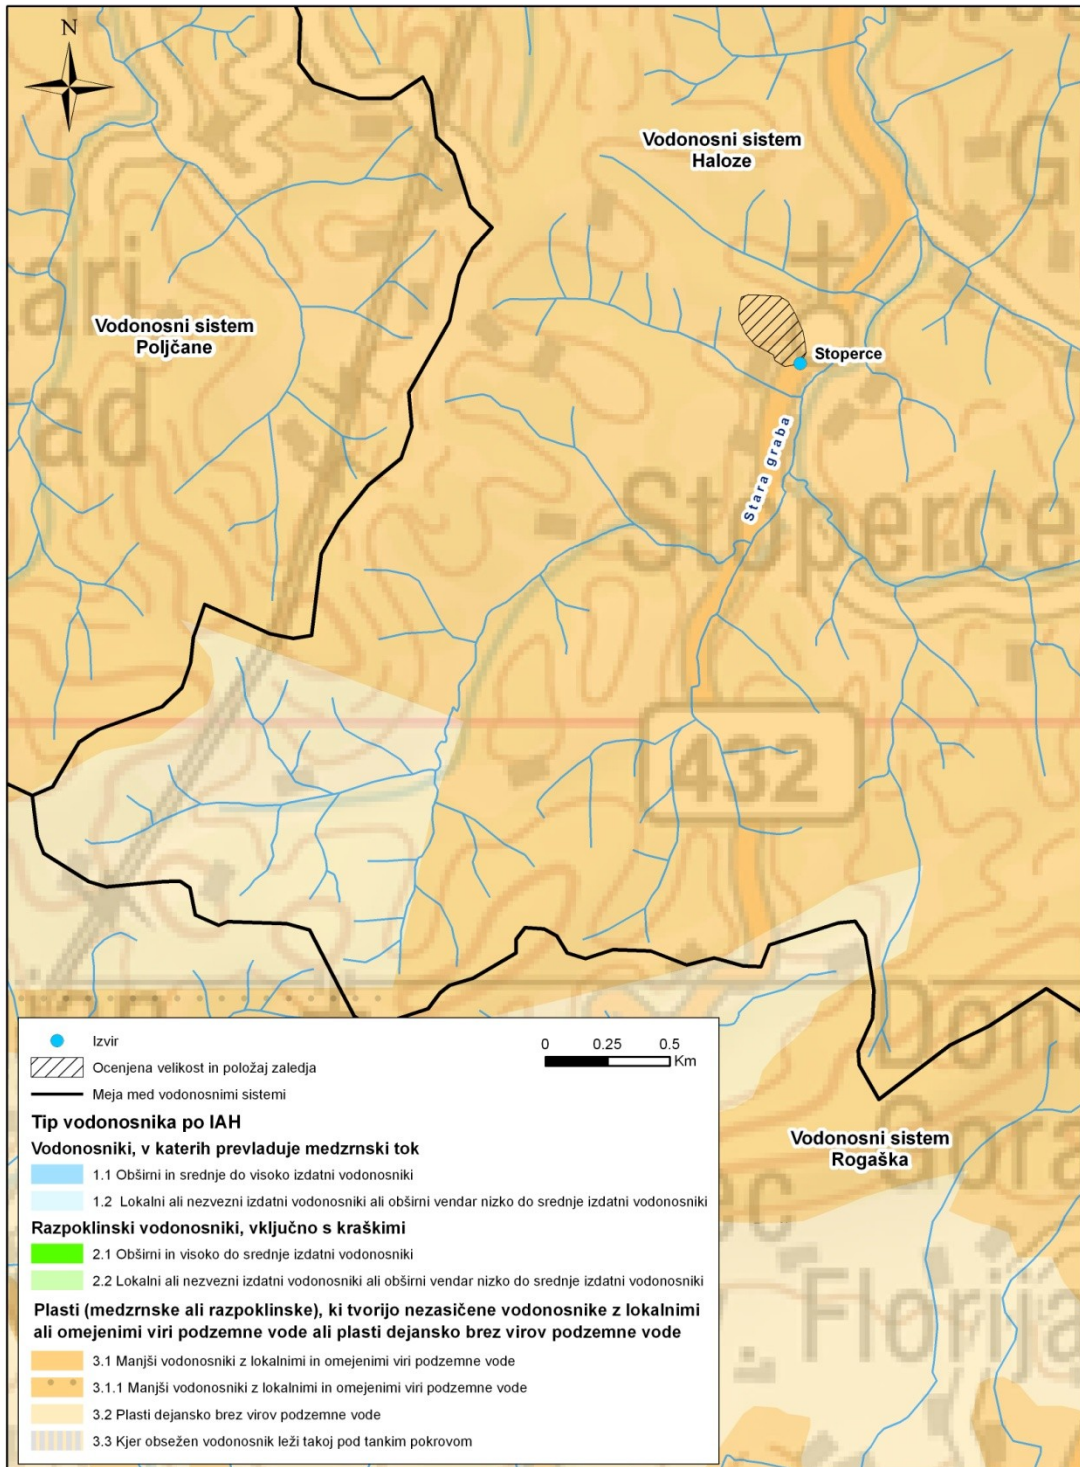 N
Vodonosni sistem
Haloze
G
Vodonosni sistem
Poljčane
Stoperce
Stara graba
Stoperce
432
Vodonosni sistem
Rogaška
Florija
Izvir
Ocenjena velikost in položaj zaledja
Meja med vodonosnimi sistemi
0 0.25 0.5
Km
Tip vodonosnika po IAH
Vodonosniki, v katerih prevladuje medzrnski tok
1.1 Obširni in srednje do visoko izdatni vodonosniki
1.2 Lokalni ali nezvezni izdatni vodonosniki ali obširni vendar nizko do srednje izdatni vodonosniki
Razpoklinski vodonosniki, vključno s kraškimi
2.1 Obširni in visoko do srednje izdatni vodonosniki
2.2 Lokalni ali nezvezni izdatni vodonosniki ali obširni vendar nizko do srednje izdatni vodonosniki
Plasti (medzrnske ali razpoklinske), ki tvorijo nezasičene vodonosnike z lokalnimi
ali omejenimi viri podzemne vode ali plasti dejansko brez virov podzemne vode
3.1 Manjši vodonosniki z lokalnimi in omejenimi viri podzemne vode
3.1.1 Manjši vodonosniki z lokalnimi in omejenimi viri podzemne vode
3.2 Plasti dejansko brez virov podzemne vode
3.3 Kjer obsežen vodonosnik leži takoj pod tankim pokrovom